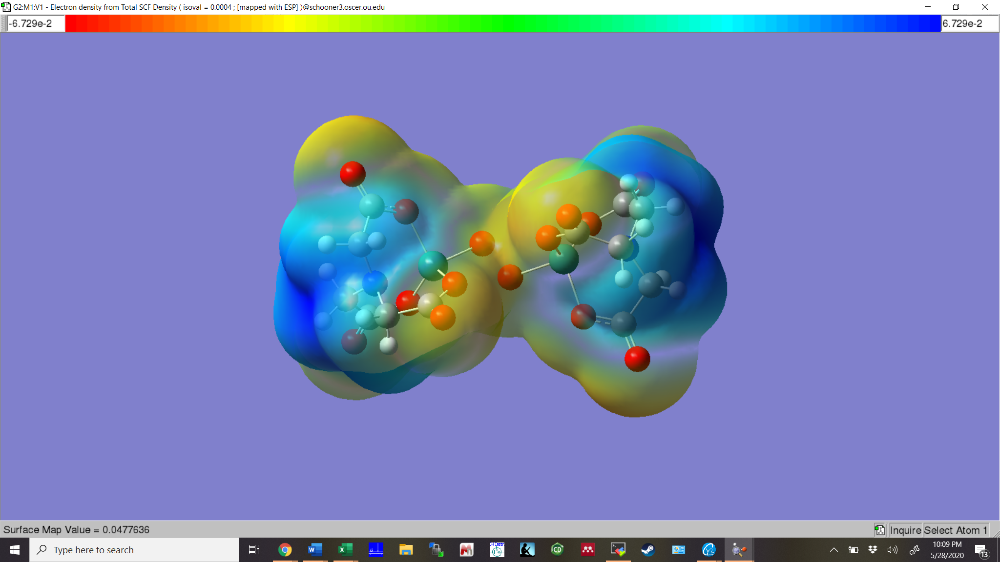 G2:M1:V1 - Electron density from Total SCF Density ( isoval = 0.0004 ; [mapped with ESP] )@schooner3.oscer.ou.edu
-6.729e-2
6.729e-2
Surface Map Value = 0.0477636
Inquire
Select Atom 1
Type here to search
W
X
CD
10:09 PM
5/28/2020
13